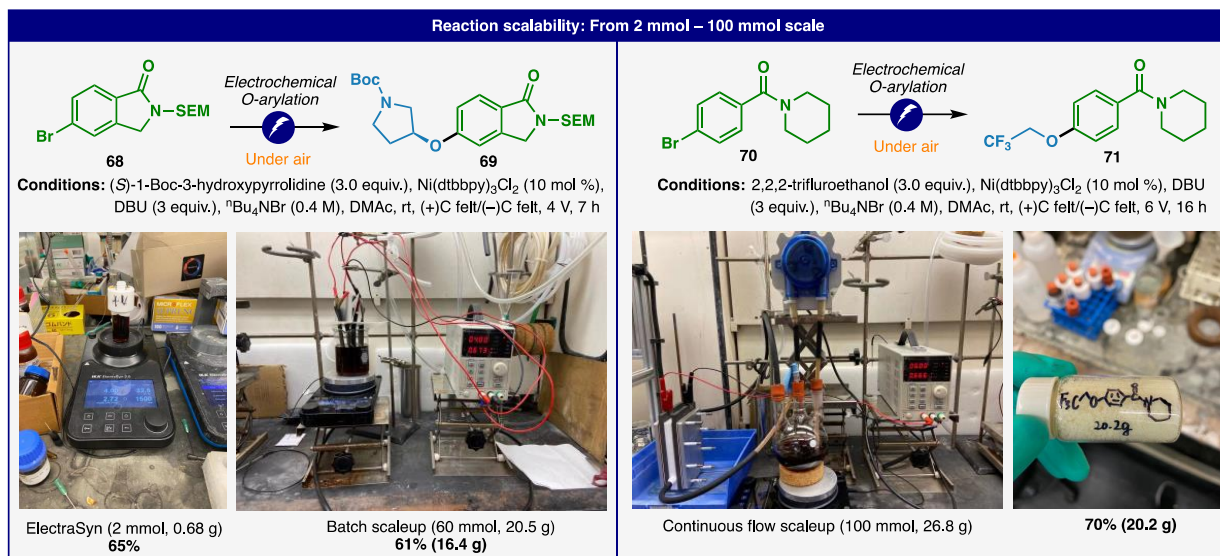 Reaction scalability: From 2 mmol – 100 mmol scale
O
N
SEM
Br
68
Electrochemical
O-arylation
Under air
Boc
N
O
O
N
SEM
69
Conditions: (S)-1-Boc-3-hydroxypyrrolidine (3.0 equiv.), Ni(dtbbpy)3Cl2 (10 mol %),
DBU (3 equiv.), nBu4NBr (0.4 M), DMAc, rt, (+)C felt/(–)C felt, 4 V, 7 h
ElectraSyn (2 mmol, 0.68 g)
65%
Batch scaleup (60 mmol, 20.5 g)
61% (16.4 g)
O
N
Br
70
Electrochemical
O-arylation
Under air
O
N
CF3
O
71
Conditions: 2,2,2-trifluroethanol (3.0 equiv.), Ni(dtbbpy)3Cl2 (10 mol %), DBU
(3 equiv.), nBu4NBr (0.4 M), DMAc, rt, (+)C felt/(–)C felt, 6 V, 16 h
F3C O
N
20.2g
Continuous flow scaleup (100 mmol, 26.8 g)
70% (20.2 g)